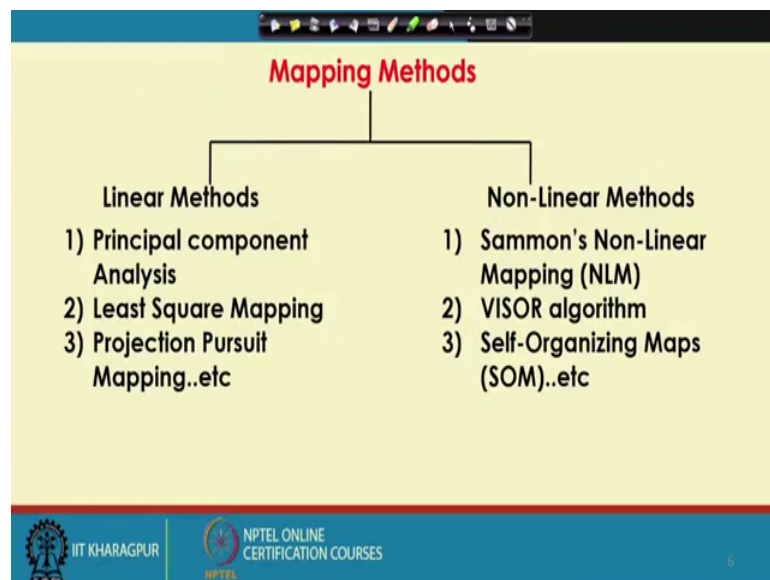 Mapping Methods
Linear Methods
1) Principal component
Analysis
2) Least Square Mapping
3) Projection Pursuit
Mapping..etc
Non-Linear Methods
1) Sammon's Non-Linear
Mapping (NLM)
2) VISOR algorithm
3) Self-Organizing Maps
(SOM)..etc
IIT KHARAGPUR
NPTEL
NPTEL ONLINE
CERTIFICATION COURSES
6